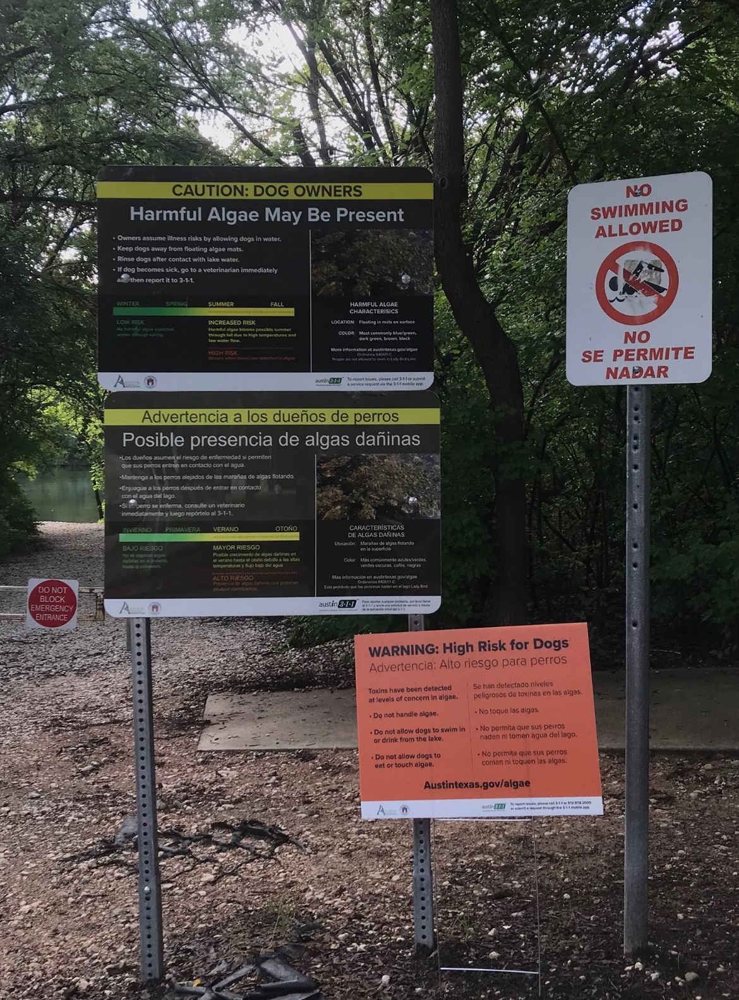 CAUTION: DOG OWNERS
Harmful Algae May Be Present
• Owners assume illness risks by allowing dogs in water.
• Keep dogs away from floating algae mats.
• Rinse dogs after contact with lake water.
• If dog becomes sick, go to a veterinarian immediately
then report it to 3-1-1.
WINTER SPRING SUMMER FALL
LOW RISK
No harmful algae expected
winter through spring.
INCREASED RISK
Harmful algae blooms possible summer
through fall due to high temperatures and
low water flow.
HIGH RISK
Occurs when toxins are detected in algae.
HARMFUL ALGAE
CHARACTERISICS
LOCATION: Floating in mats on surface
COLOR: Most commonly blue/green,
dark green, brown, black
More information at austintexas.gov/algae
Ordinance 640611-C
People are not allowed to swim in Lady Bird Lake.
austin 3-1-1
To report issues, please call 3-1-1 or submit
a service request via the 3-1-1 mobile app.
Advertencia a los dueños de perros
Posible presencia de algas dañinas
•Los dueños asumen el riesgo de enfermedad si permiten
que sus perros entren en contacto con el agua.
•Mantenga a los perros alejados de las marañas de algas flotando.
•Enjuague a los perros después de entrar en contacto
con el agua del lago.
•Si perro se enferma, consulte un veterinario
inmediatamente y luego repórtelo al 3-1-1.
INVIERNO PRIMAVERA VERANO OTOÑO
BAJO RIESGO
No se esperan algas
dañinas en el invierno
hasta la primavera.
MAYOR RIESGO
Posible crecimiento de algas dañinas en
el verano hasta el otoño debido a las altas
temperaturas y flujo bajo del agua.
ALTO RIESGO
Presencia de algas dañinas que pudieran
producir cianotoxinas.
CARACTERÍSTICAS
DE ALGAS DAÑINAS
Ubicación: Marañas de algas flotando
en la superficie
Color: Más comúnmente azules/verdes,
verdes oscuras, cafés, negras
Más información en austintexas.gov/algae
Ordenanza 640611-C
Está prohibido que las personas naden en el lago Lady Bird.
austin 3-1-1
Para reportar cualquier problema, por favor llame
al 3-1-1 o envíe una solicitud de servicio a través
de la aplicación móvil del 3-1-1.
NO
SWIMMING
ALLOWED
NO
SE PERMITE
NADAR
DO NOT
BLOCK
EMERGENCY
ENTRANCE
WARNING: High Risk for Dogs
Advertencia: Alto riesgo para perros
Toxins have been detected
at levels of concern in algae.
• Do not handle algae.
• Do not allow dogs to swim in
or drink from the lake.
• Do not allow dogs to
eat or touch algae.
Se han detectado niveles
peligrosos de toxinas en las algas.
• No toque las algas.
• No permita que sus perros
naden ni tomen agua del lago.
• No permita que sus perros
coman ni toquen las algas.
Austintexas.gov/algae
austin 3-1-1
To report issues, please call 3-1-1 or 512-974-2000
or submit a request through the 3-1-1 mobile app.